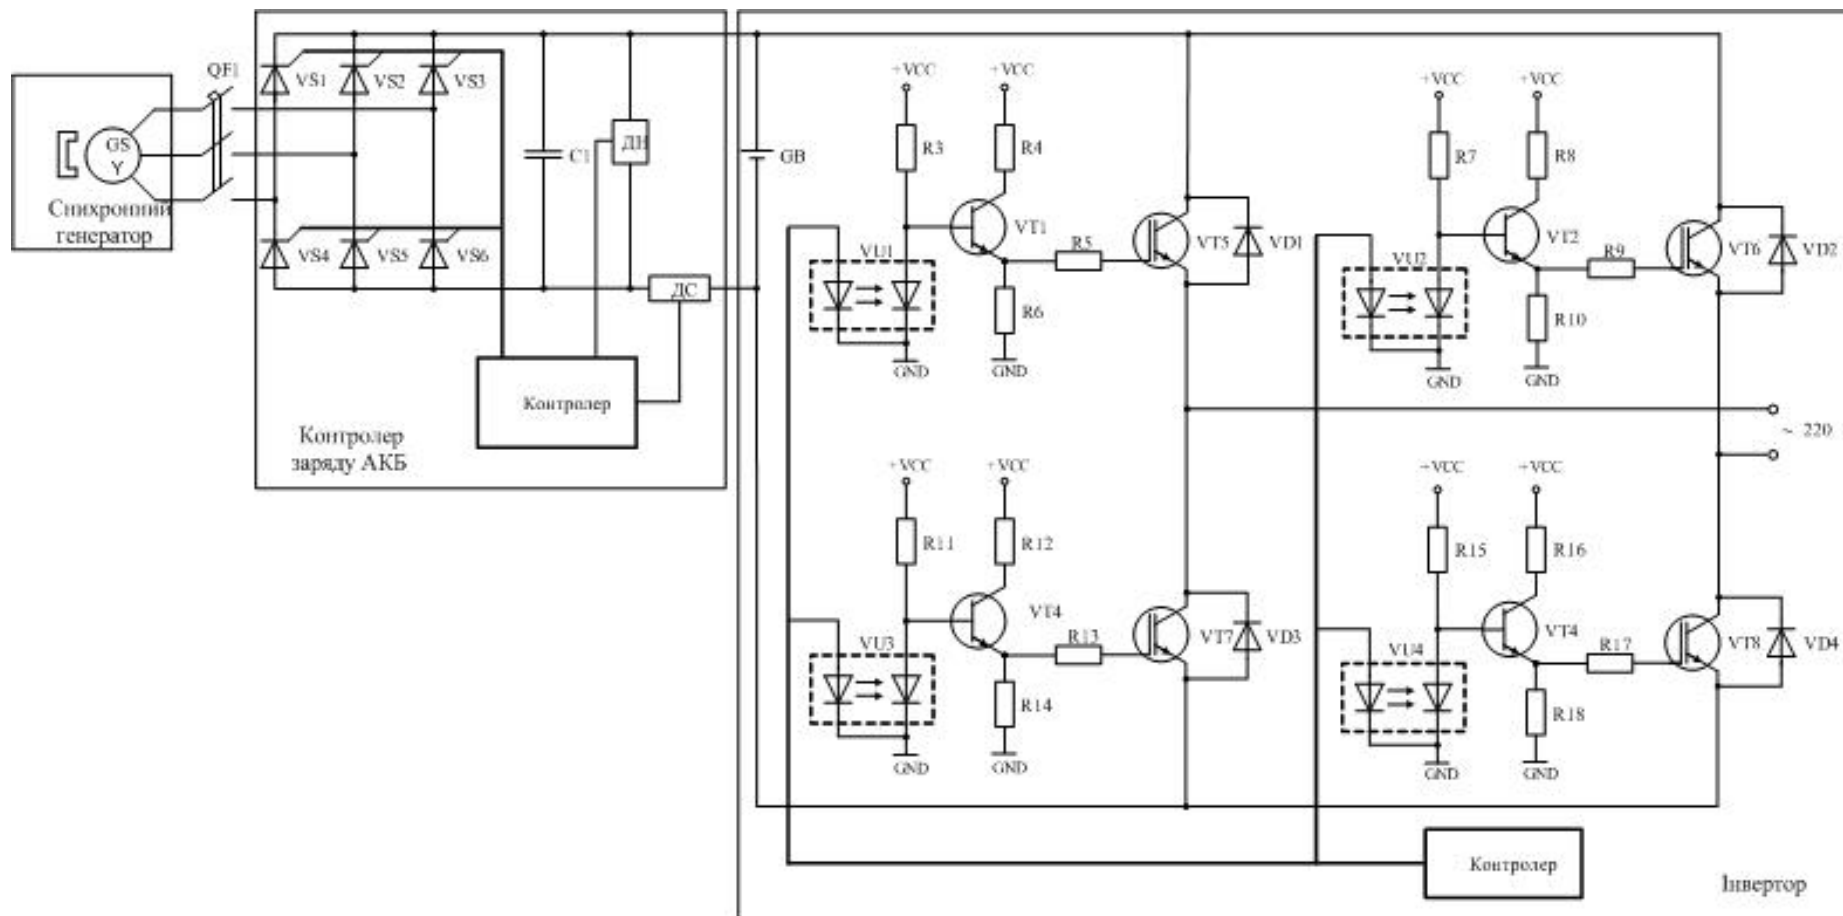 QF1
VS1
VS2
VS3
GS
Y
Снихронний
генератор
VS4
VS5
VS6
C1
ДН
ДС
Контролер
Контролер
заряду АКБ
GB
+VCC
+VCC
R3
R4
VT1
R5
VT5
VD1
VU1
R6
GND
GND
+VCC
+VCC
R7
R8
VT2
R9
VT6
VD2
VU2
R10
GND
GND
~ 220
+VCC
+VCC
R11
R12
VT4
R13
VT7
VD3
VU3
R14
GND
GND
+VCC
+VCC
R15
R16
VT4
R17
VT8
VD4
VU4
R18
GND
GND
Контролер
Інвертор